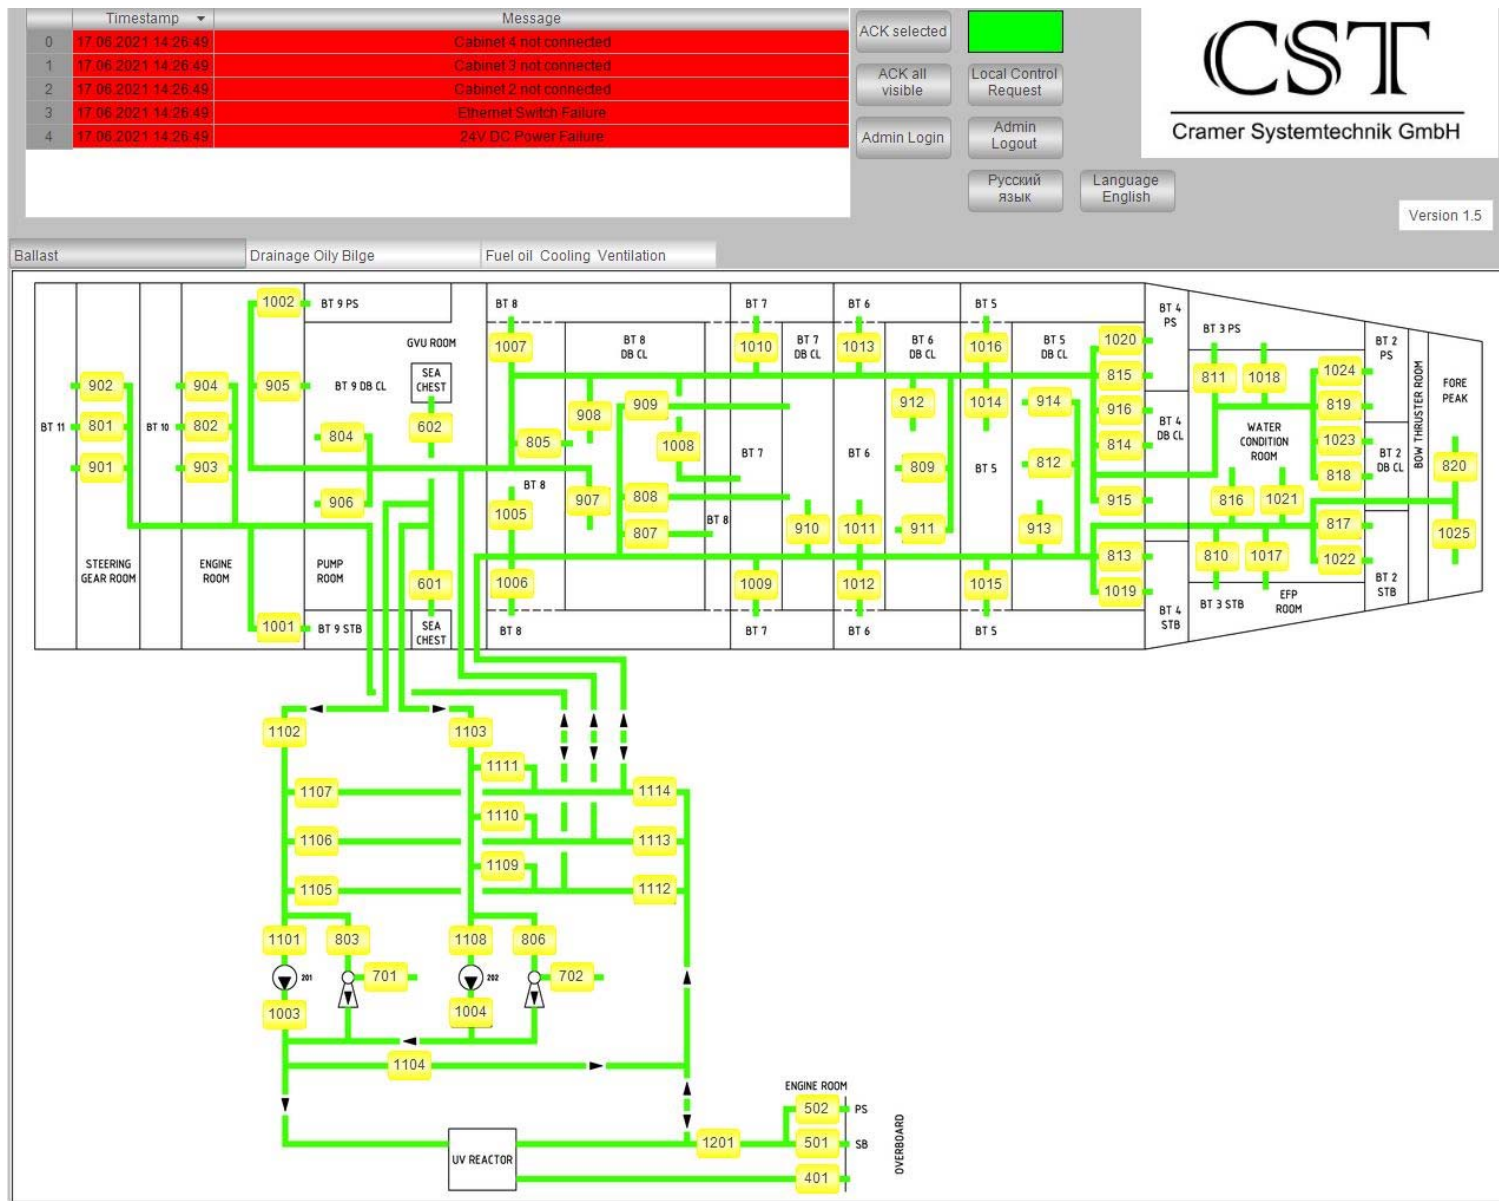 Timestamp Message
0 17.06.2021 14:26:49 Cabinet 4 not connected
1 17.06.2021 14:26:49 Cabinet 3 not connected
2 17.06.2021 14:26:49 Cabinet 2 not connected
3 17.06.2021 14:26:49 Ethernet Switch Failure
4 17.06.2021 14:26:49 24V DC Power Failure
ACK selected
ACK all
visible
Local Control
Request
Admin Login
Admin
Logout
Русский
язык
Language
English
CST
Cramer Systemtechnik GmbH
Version 1.5
Ballast
Drainage Oily Bilge
Fuel oil Cooling Ventilation
BT 11
902
801
901
STEERING
GEAR ROOM
BT 10
904
802
903
ENGINE
ROOM
1002
BT 9 PS
905
BT 9 DB CL
804
906
PUMP
ROOM
1001
BT 9 STB
GVU ROOM
SEA
CHEST
602
601
SEA
CHEST
BT 8
1007
805
BT 8
1005
1006
BT 8
908
907
BT 8
DB CL
909
1008
808
807
BT 8
BT 7
1010
BT 7
DB CL
BT 7
910
1009
BT 7
BT 6
1013
BT 6
DB CL
912
BT 6
809
1011
911
1012
BT 6
BT 5
1016
BT 5
DB CL
1014
914
BT 5
812
913
1015
BT 5
1020
815
916
814
915
813
1019
BT 4
PS
BT 4
DB CL
BT 4
STB
BT 3 PS
811
1018
WATER
CONDITION
ROOM
816
1021
810
1017
BT 3 STB
EFP
ROOM
1024
819
1023
818
817
1022
BT 2
PS
BT 2
DB CL
BT 2
STB
BOW THRUSTER ROOM
FORE
PEAK
820
1025
1102
1103
1111
1107
1114
1110
1106
1113
1109
1105
1112
1101
803
1108
806
201
701
202
702
1003
1004
1104
ENGINE ROOM
502 PS
1201
501 SB
401
OVERBOARD
UV REACTOR